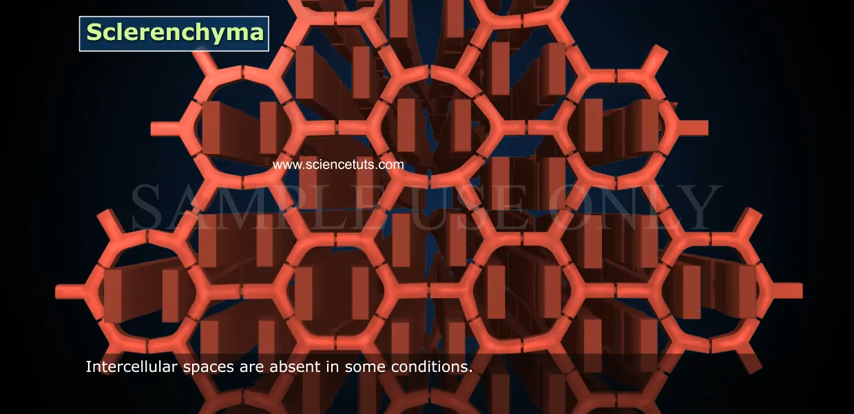 Sclerenchyma
www.sciencetuts.com
SAMPLE USE ONLY
Intercellular spaces are absent in some conditions.